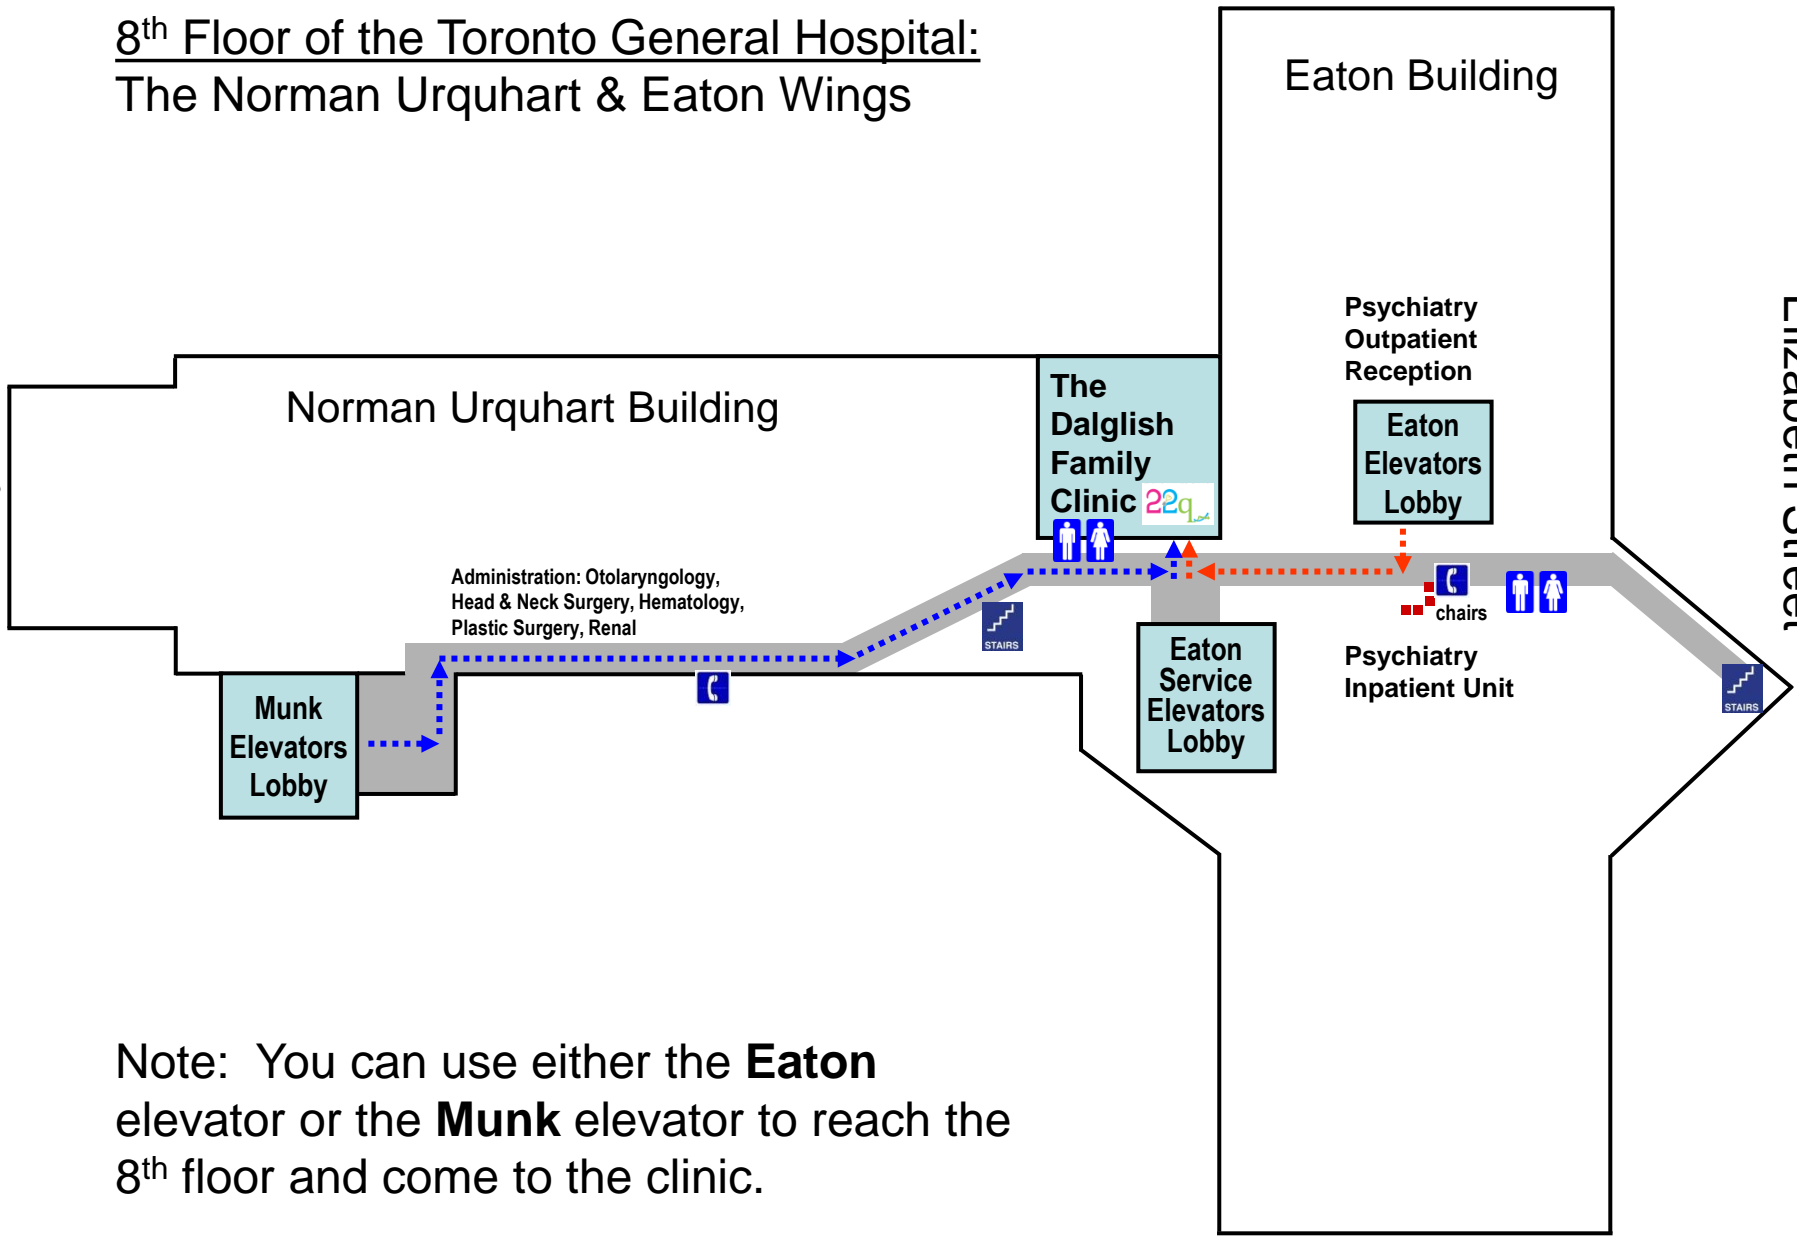 8th Floor of the Toronto General Hospital:
The Norman Urquhart & Eaton Wings
Eaton Building
Psychiatry
Outpatient
Reception
Elizabeth Street
Norman Urquhart Building
The
Dalglish
Family
Clinic
22q
Eaton
Elevators
Lobby
Administration: Otolaryngology,
Head & Neck Surgery, Hematology,
Plastic Surgery, Renal
STAIRS
chairs
Eaton
Service
Elevators
Lobby
Psychiatry
Inpatient Unit
STAIRS
Munk
Elevators
Lobby
Note: You can use either the Eaton
elevator or the Munk elevator to reach the
8th floor and come to the clinic.